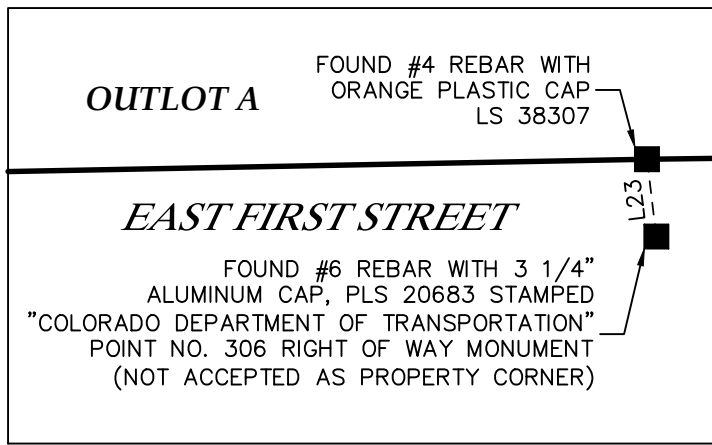 OUTLOT A
FOUND #4 REBAR WITH
ORANGE PLASTIC CAP
LS 38307
L23
EAST FIRST STREET
FOUND #6 REBAR WITH 3 1/4"
ALUMINUM CAP, PLS 20683 STAMPED
"COLORADO DEPARTMENT OF TRANSPORTATION"
POINT NO. 306 RIGHT OF WAY MONUMENT
(NOT ACCEPTED AS PROPERTY CORNER)